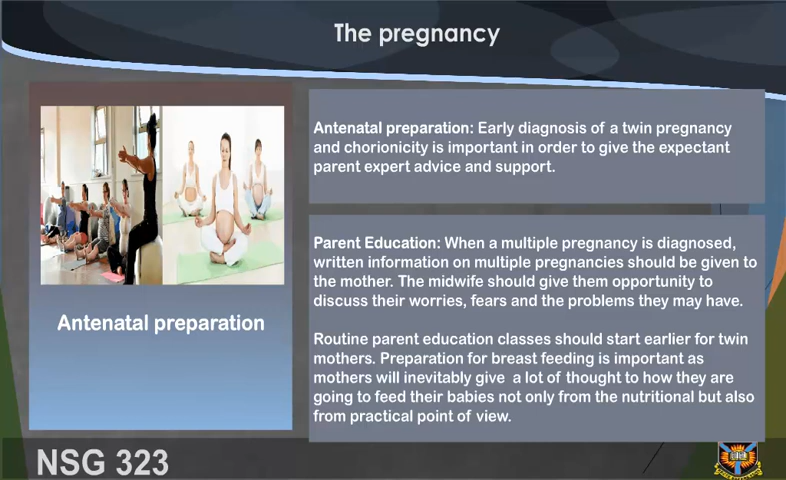 The pregnancy
Antenatal preparation: Early diagnosis of a twin pregnancy
and chorionicity is important in order to give the expectant
parent expert advice and support.
Parent Education: When a multiple pregnancy is diagnosed,
written information on multiple pregnancies should be given to
the mother. The midwife should give them opportunity to
discuss their worries, fears and the problems they may have.
Routine parent education classes should start earlier for twin
mothers. Preparation for breast feeding is important as
mothers will inevitably give a lot of thought to how they are
going to feed their babies not only from the nutritional but also
from practical point of view.
Antenatal preparation
NSG 323